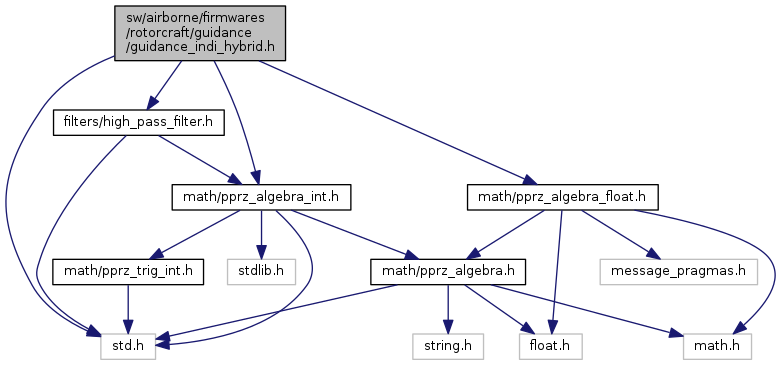 sw/airborne/firmwares
/rotorcraft/guidance
/guidance_indi_hybrid.h
filters/high_pass_filter.h
math/pprz_algebra_int.h
math/pprz_algebra_float.h
math/pprz_trig_int.h
stdlib.h
math/pprz_algebra.h
message_pragmas.h
std.h
string.h
float.h
math.h